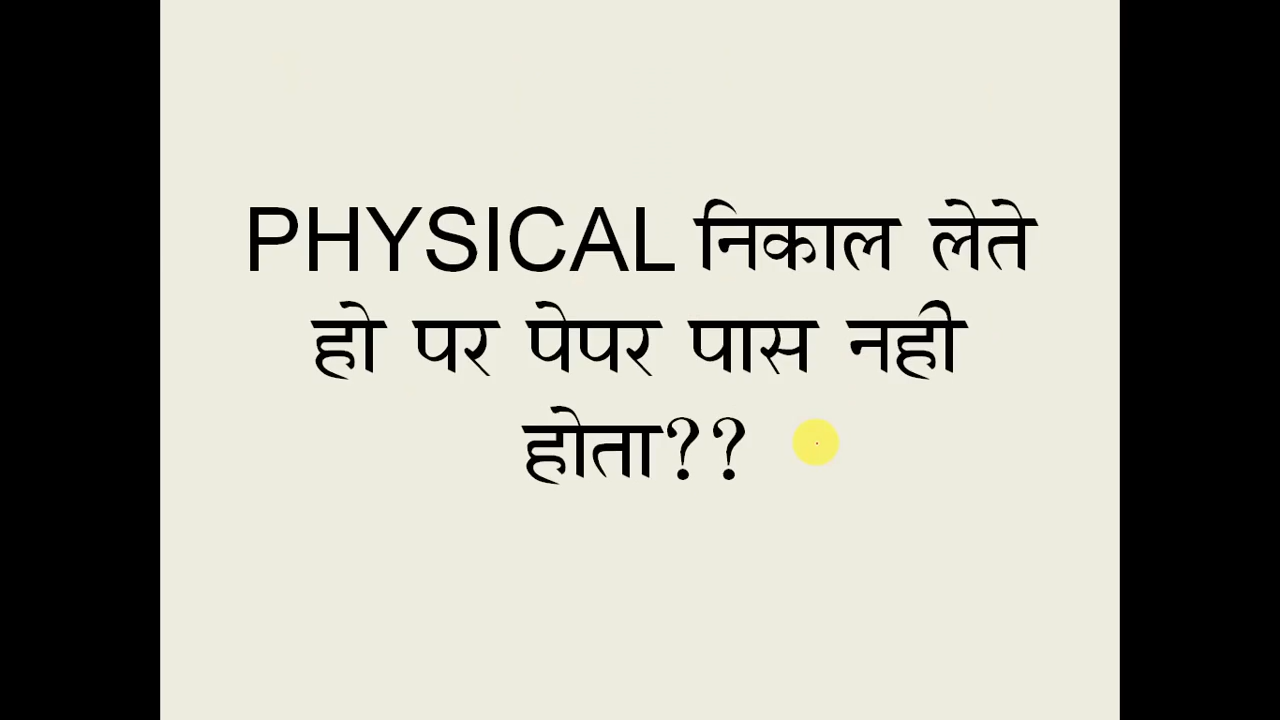 PHYSICAL निकाल लेते
हो पर पेपर पास नही
होता??